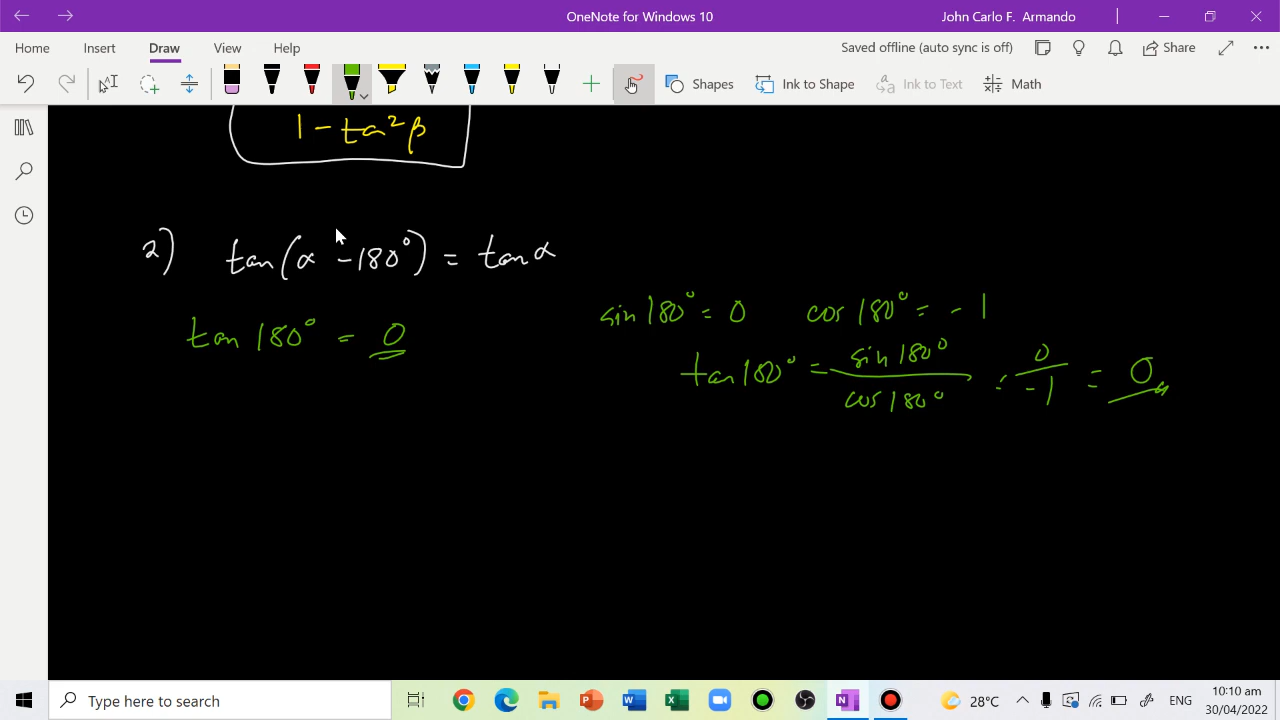 OneNote for Windows 10
John Carlo F. Armando
Home Insert Draw View Help
Saved offline (auto sync is off)
Share
Shapes
Ink to Shape
Ink to Text
Math
1 - tan²β
2) tan(α - 180°) = tan α
sin 180° = 0 cos 180° = -1
tan 180° = 0
tan 180° = sin 180° / cos 180° = 0 / -1 = 0
Type here to search
28°C
ENG
10:10 am
30/04/2022